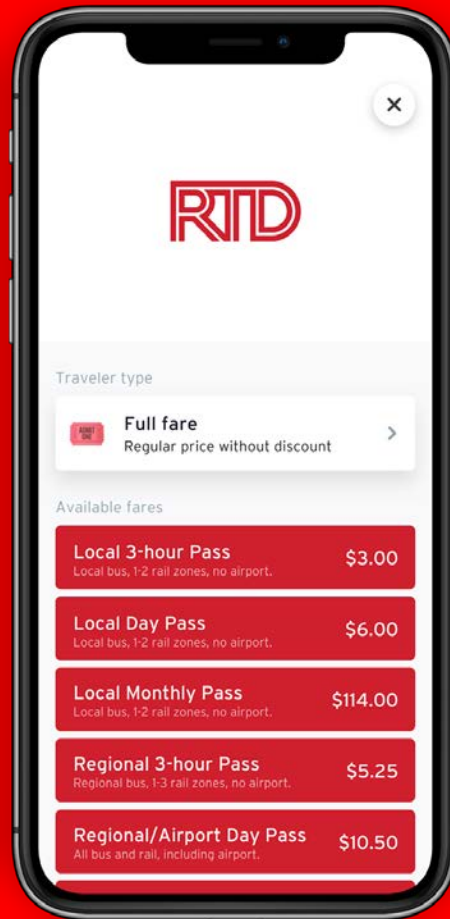 RTD
Traveler type
ADMIT
ONE
Full fare
Regular price without discount
Available fares
Local 3-hour Pass
$3.00
Local bus, 1-2 rail zones, no airport.
Local Day Pass
$6.00
Local bus, 1-2 rail zones, no airport.
Local Monthly Pass
$114.00
Local bus, 1-2 rail zones, no airport.
Regional 3-hour Pass
$5.25
Regional bus, 1-3 rail zones, no airport.
Regional/Airport Day Pass
$10.50
All bus and rail, including airport.